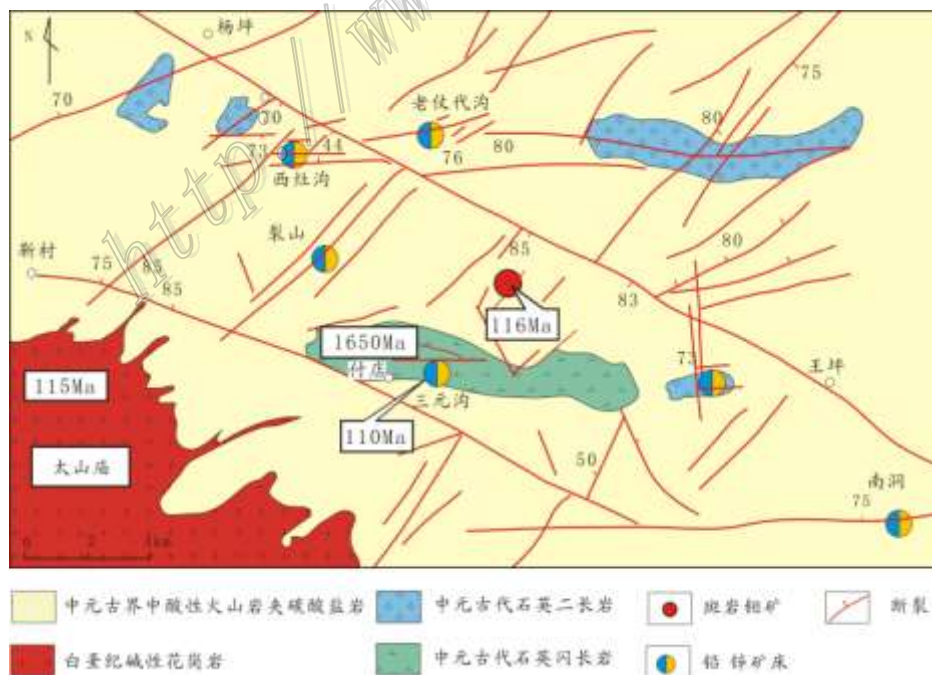 杨坪
N
http://ww
70
老仗代沟
75
80
70
73
44
76
80
西灶沟
靳村
梨山
75
85
85
85
80
83
116Ma
1650Ma
付店
73
王坪
115Ma
三元沟
110Ma
太山庙
50
南洞
75
0
2
4km
中元古界中酸性火山岩夹碳酸盐岩
中元古代石英二长岩
斑岩钼矿
断裂
白垩纪碱性花岗岩
中元古代石英闪长岩
铅锌矿床